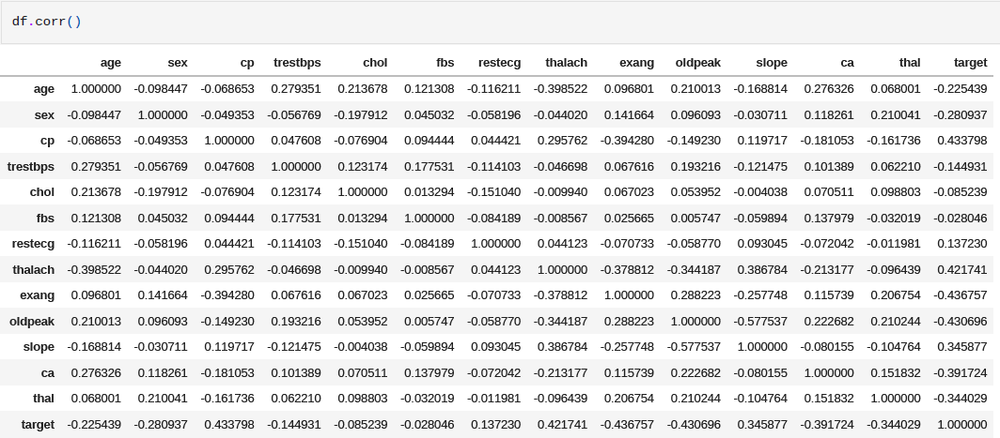 df.corr()
age sex cp trestbps chol fbs restecg thalach exang oldpeak slope ca thal target
age 1.000000 -0.098447 -0.068653 0.279351 0.213678 0.121308 -0.116211 -0.398522 0.096801 0.210013 -0.168814 0.276326 0.068001 -0.225439
sex -0.098447 1.000000 -0.049353 -0.056769 -0.197912 0.045032 -0.058196 -0.044020 0.141664 0.096093 -0.030711 0.118261 0.210041 -0.280937
cp -0.068653 -0.049353 1.000000 0.047608 -0.076904 0.094444 0.044421 0.295762 -0.394280 -0.149230 0.119717 -0.181053 -0.161736 0.433798
trestbps 0.279351 -0.056769 0.047608 1.000000 0.123174 0.177531 -0.114103 -0.046698 0.067616 0.193216 -0.121475 0.101389 0.062210 -0.144931
chol 0.213678 -0.197912 -0.076904 0.123174 1.000000 0.013294 -0.151040 -0.009940 0.067023 0.053952 -0.004038 0.070511 0.098803 -0.085239
fbs 0.121308 0.045032 0.094444 0.177531 0.013294 1.000000 -0.084189 -0.008567 0.025665 0.005747 -0.059894 0.137979 -0.032019 -0.028046
restecg -0.116211 -0.058196 0.044421 -0.114103 -0.151040 -0.084189 1.000000 0.044123 -0.070733 -0.058770 0.093045 -0.072042 -0.011981 0.137230
thalach -0.398522 -0.044020 0.295762 -0.046698 -0.009940 -0.008567 0.044123 1.000000 -0.378812 -0.344187 0.386784 -0.213177 -0.096439 0.421741
exang 0.096801 0.141664 -0.394280 0.067616 0.067023 0.025665 -0.070733 -0.378812 1.000000 0.288223 -0.257748 0.115739 0.206754 -0.436757
oldpeak 0.210013 0.096093 -0.149230 0.193216 0.053952 0.005747 -0.058770 -0.344187 0.288223 1.000000 -0.577537 0.222682 0.210244 -0.430696
slope -0.168814 -0.030711 0.119717 -0.121475 -0.004038 -0.059894 0.093045 0.386784 -0.257748 -0.577537 1.000000 -0.080155 -0.104764 0.345877
ca 0.276326 0.118261 -0.181053 0.101389 0.070511 0.137979 -0.072042 -0.213177 0.115739 0.222682 -0.080155 1.000000 0.151832 -0.391724
thal 0.068001 0.210041 -0.161736 0.062210 0.098803 -0.032019 -0.011981 -0.096439 0.206754 0.210244 -0.104764 0.151832 1.000000 -0.344029
target -0.225439 -0.280937 0.433798 -0.144931 -0.085239 -0.028046 0.137230 0.421741 -0.436757 -0.430696 0.345877 -0.391724 -0.344029 1.000000